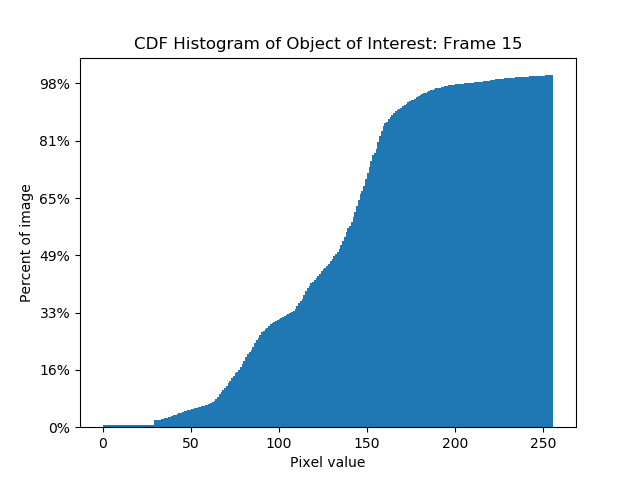 CDF Histogram of Object of Interest: Frame 15
98%
81%
65%
49%
33%
16%
0%
Percent of image
0 50 100 150 200 250
Pixel value